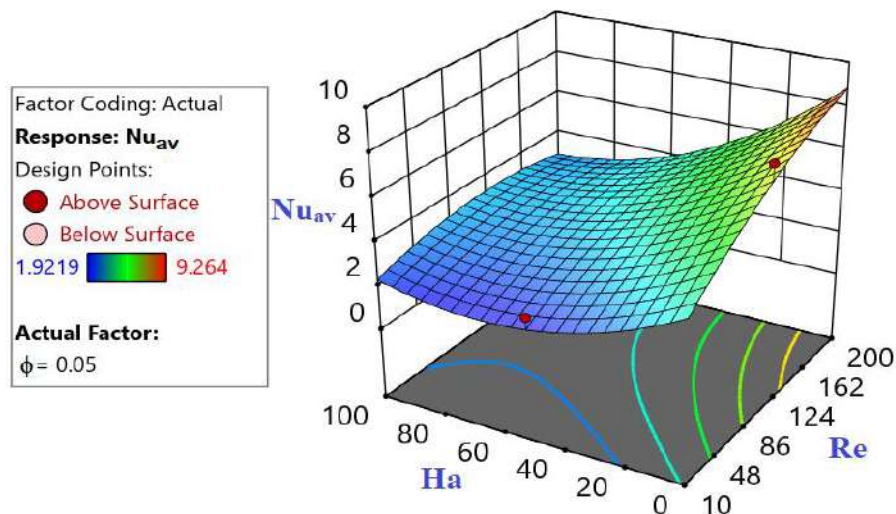 Factor Coding: Actual
Response: Nuav
Design Points:
Above Surface
Below Surface
1.9219 9.264
Actual Factor:
ϕ = 0.05
10
8
6
4
2
0
Nuav
100
80
60
40
20
0
Ha
10
48
86
124
162
200
Re